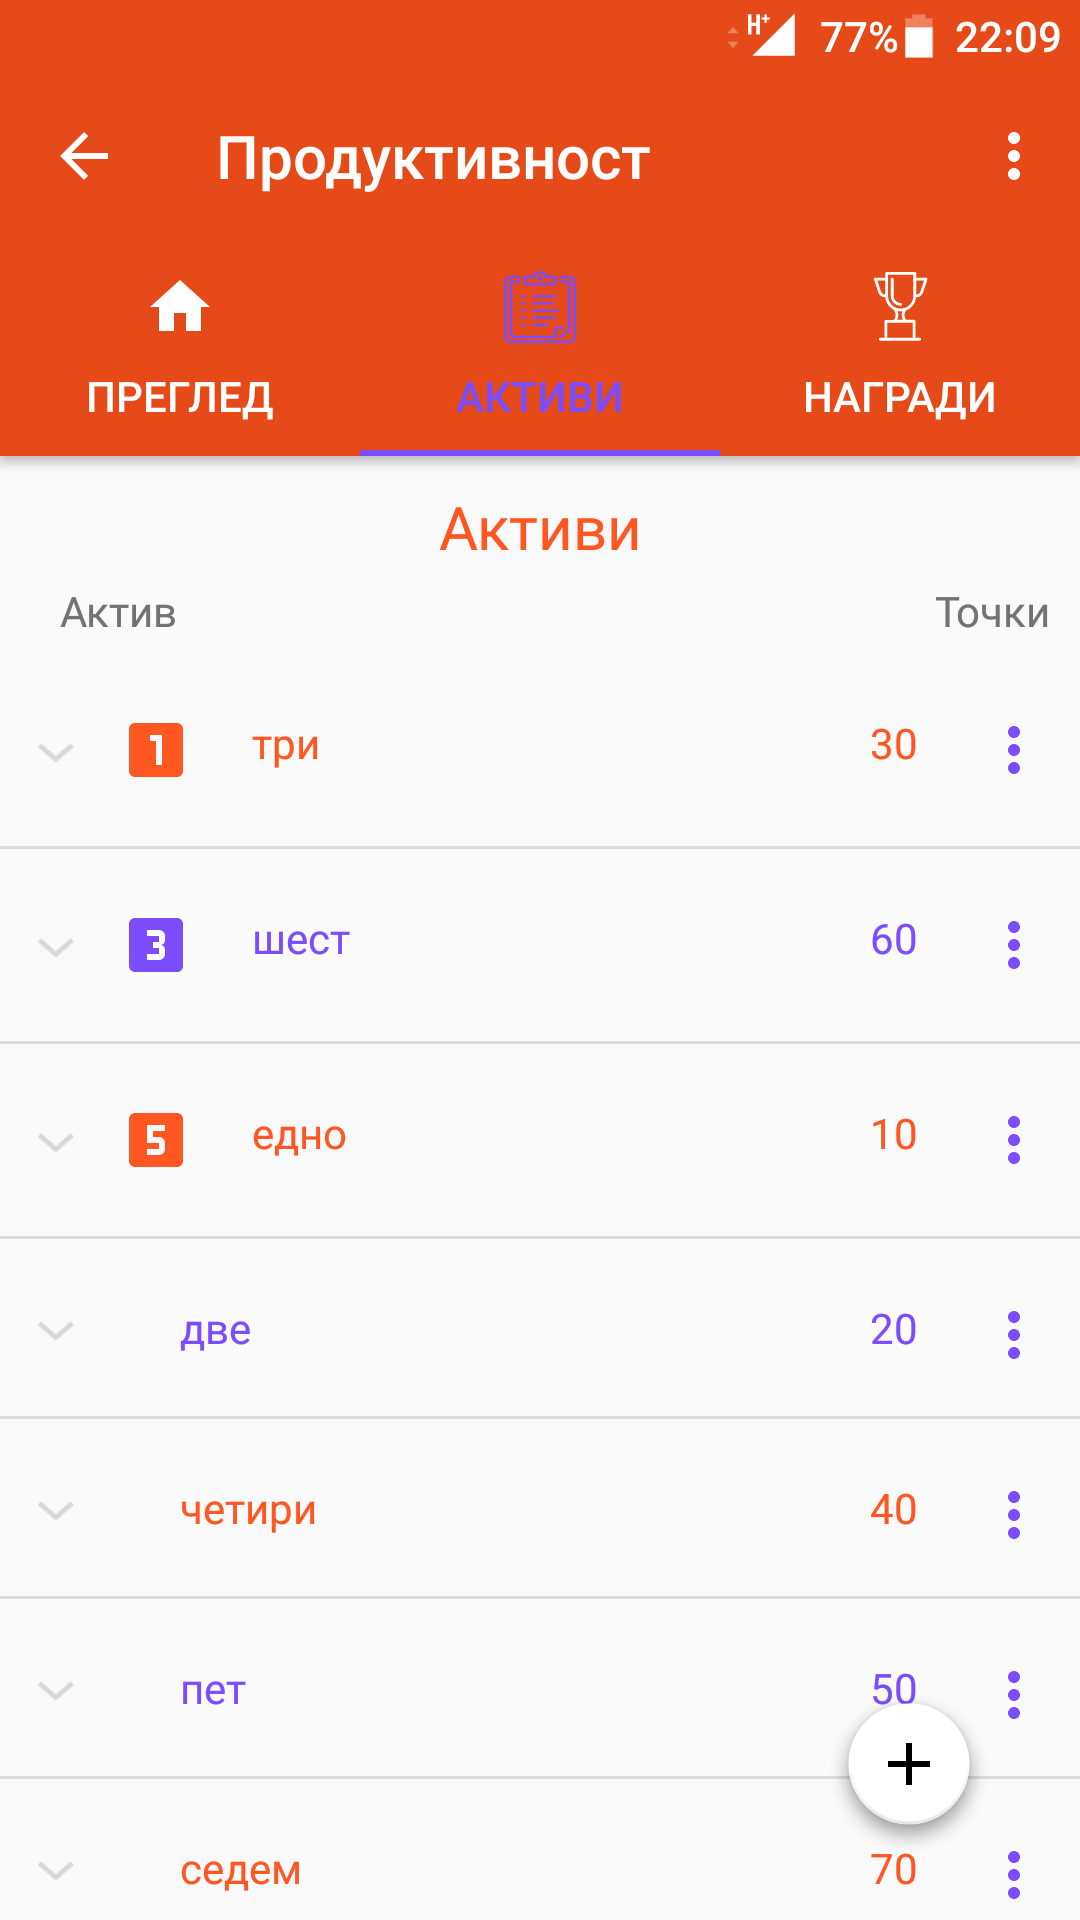 H+ 77% 22:09
Продуктивност
ПРЕГЛЕД АКТИВИ НАГРАДИ
Активи
Актив Точки
1 три 30
3 шест 60
5 едно 10
две 20
четири 40
пет 50
+
седем 70